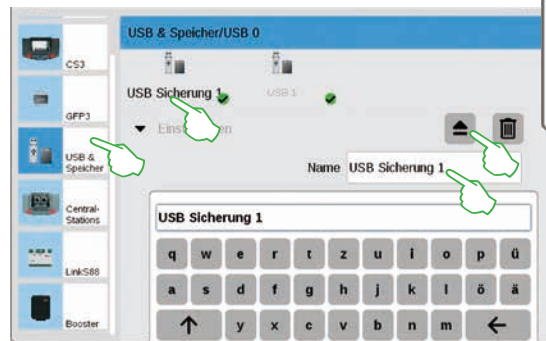 USB & Speicher/USB 0
CS3
GFP3
USB &
Speicher
Central-
Stations
LinkS88
Booster
USB Sicherung 1
USB 1
Einstellungen
Name USB Sicherung 1
USB Sicherung 1
q w e r t z u i o p ü
a s d f g h j k l ö ä
y x c v b n m